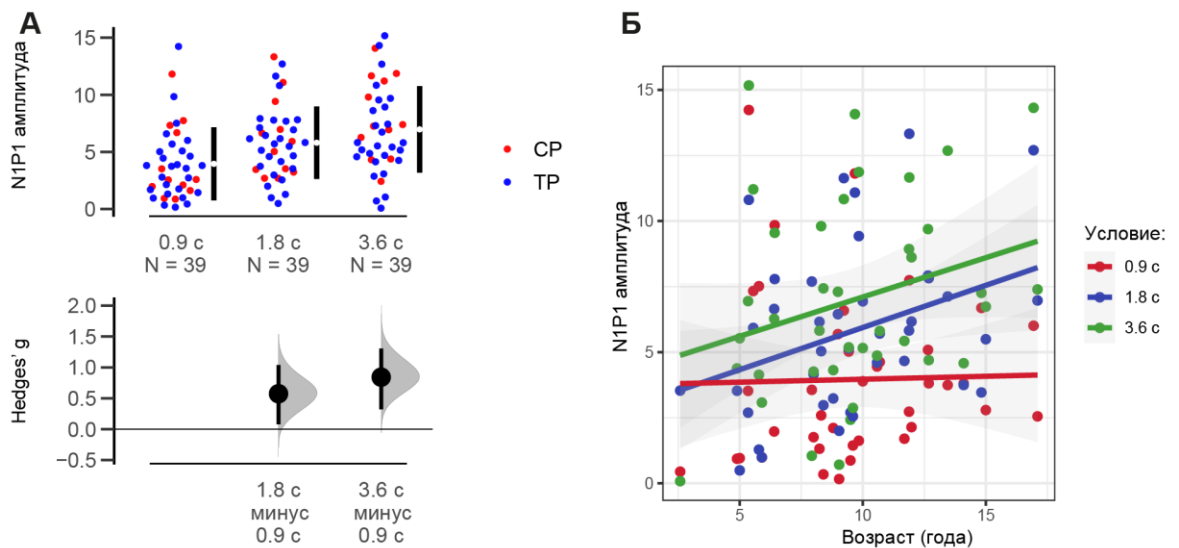 А
N1P1 амплитуда
15
10
5
0
0.9 с
N = 39
1.8 с
N = 39
3.6 с
N = 39
СР
ТР
Hedges' g
2.0
1.5
1.0
0.5
0.0
−0.5
1.8 с
минус
0.9 с
3.6 с
минус
0.9 с
Б
N1P1 амплитуда
15
10
5
0
5
10
15
Возраст (года)
Условие:
0.9 с
1.8 с
3.6 с